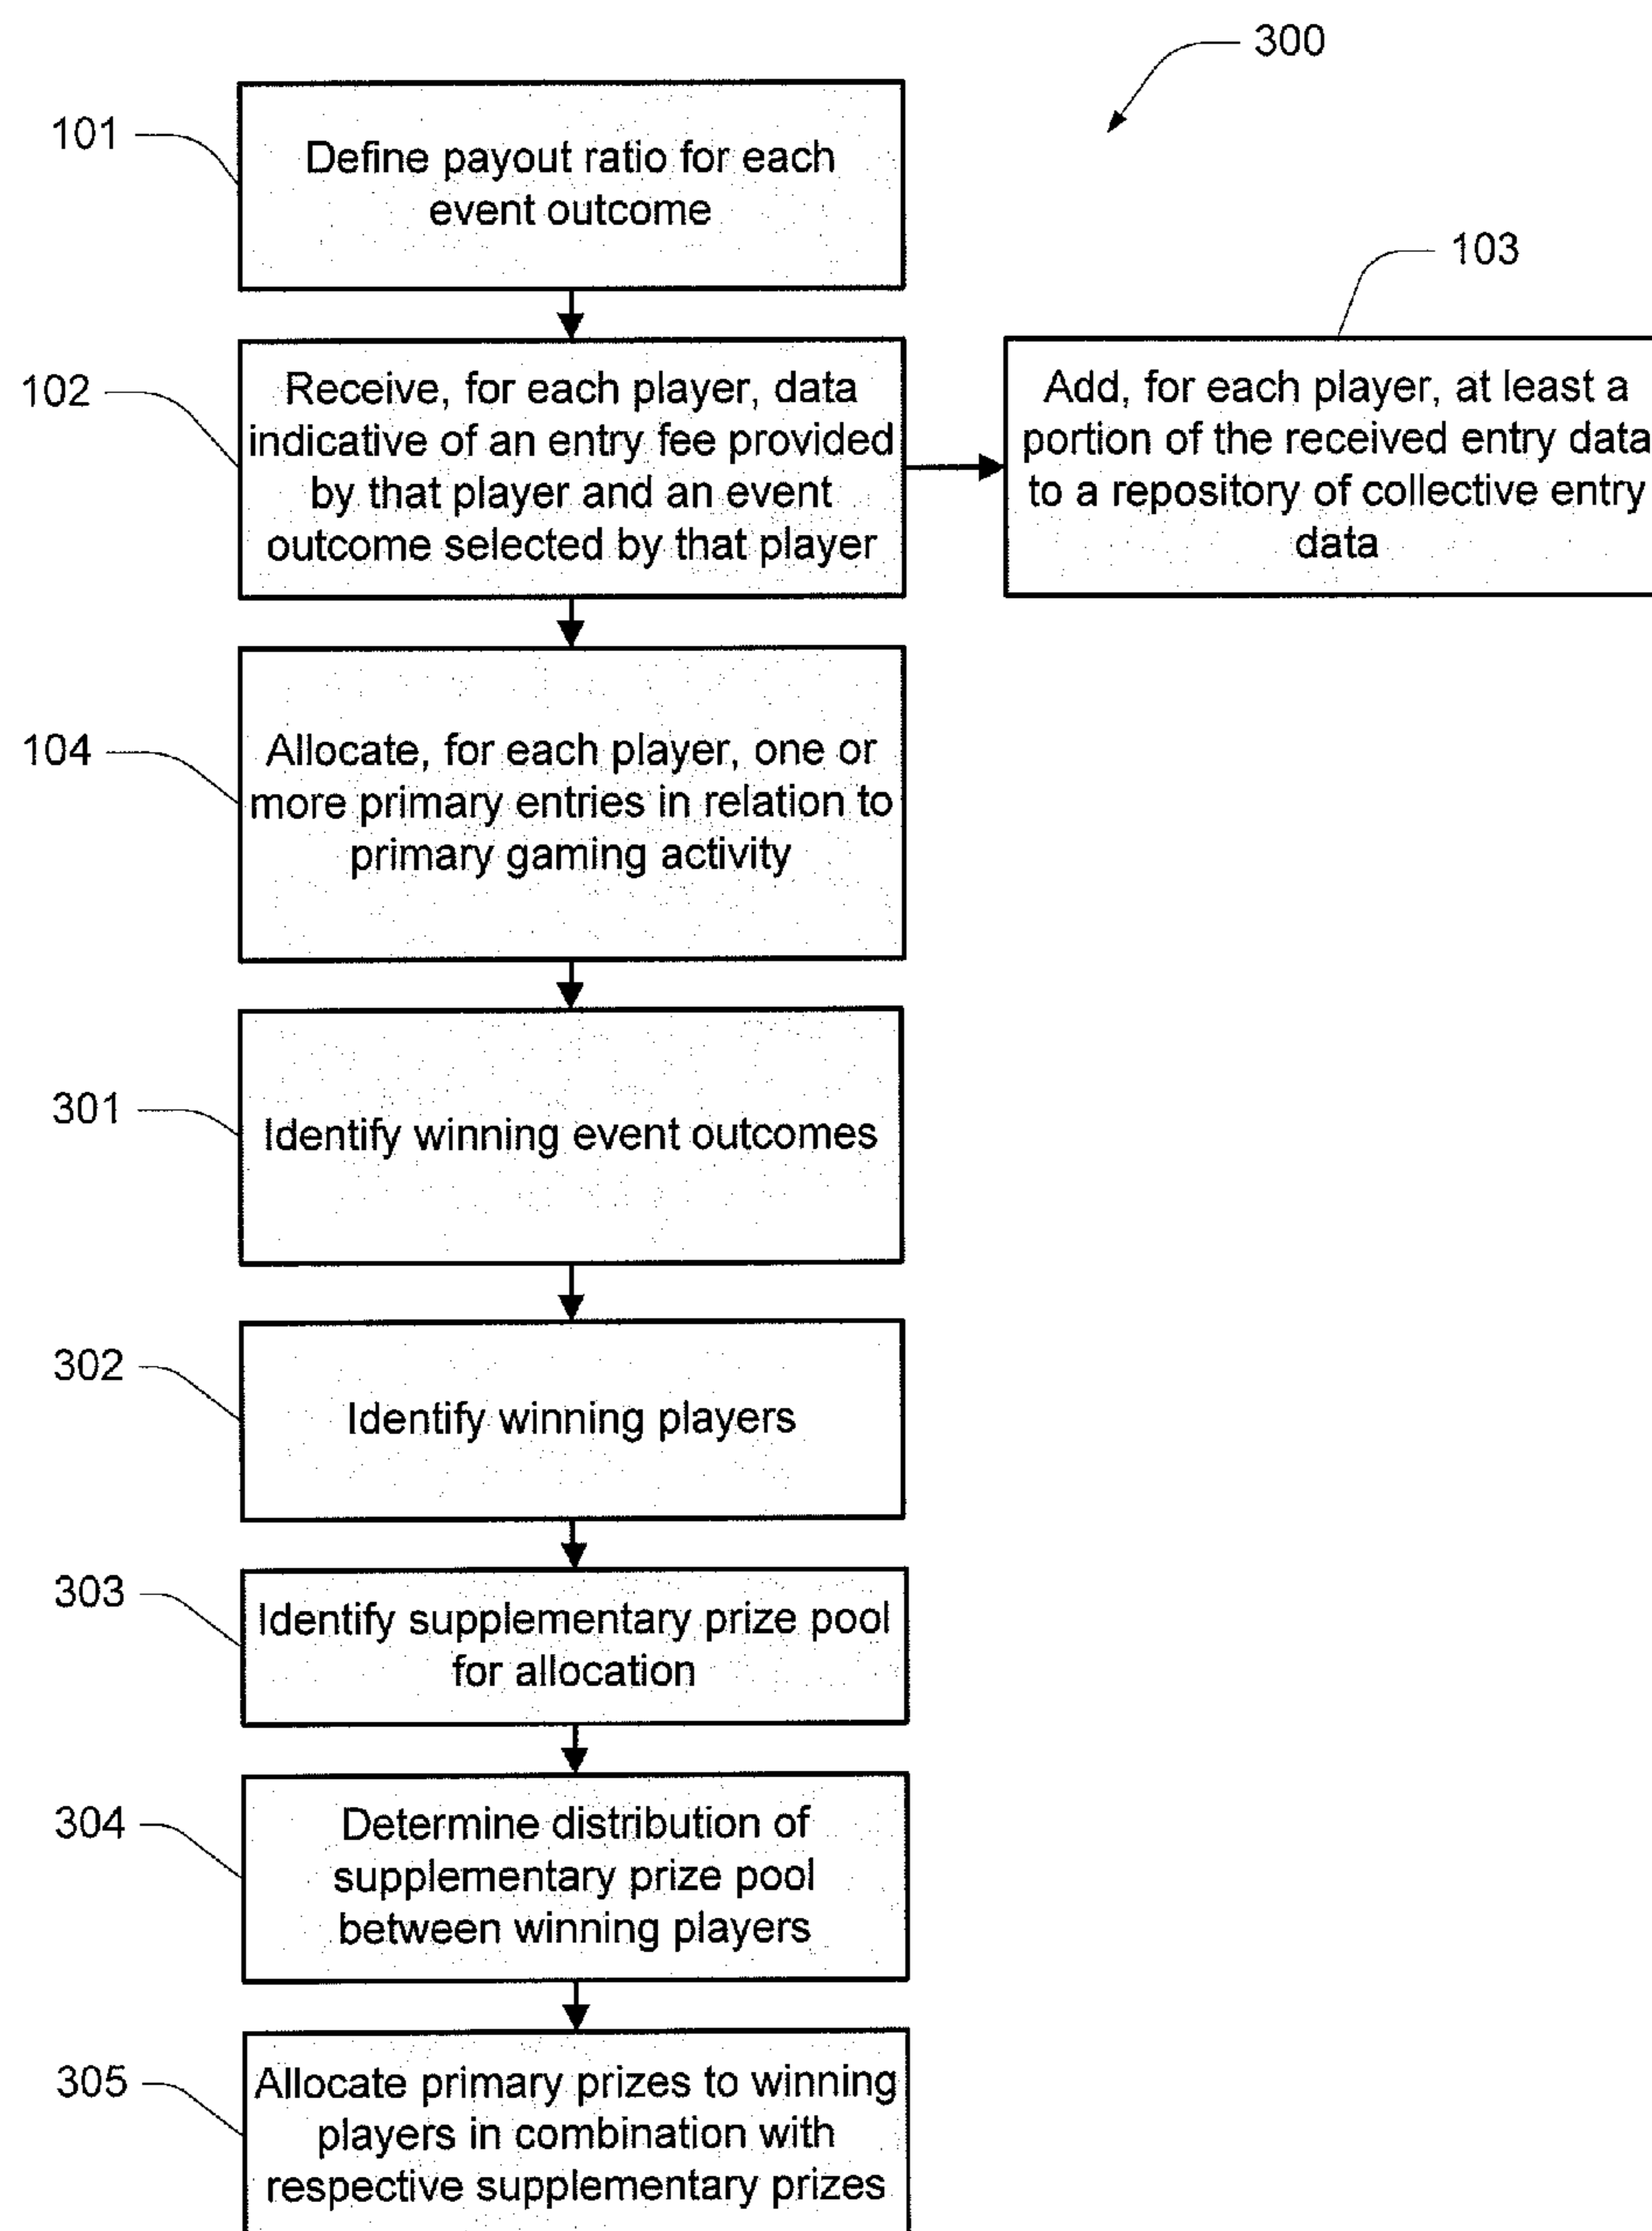 300
101
Define payout ratio for each
event outcome
103
102
Receive, for each player, data
indicative of an entry fee provided
by that player and an event
outcome selected by that player
Add, for each player, at least a
portion of the received entry data
to a repository of collective entry
data
104
Allocate, for each player, one or
more primary entries in relation to
primary gaming activity
301
Identify winning event outcomes
302
Identify winning players
303
Identify supplementary prize pool
for allocation
304
Determine distribution of
supplementary prize pool
between winning players
305
Allocate primary prizes to winning
players in combination with
respective supplementary prizes